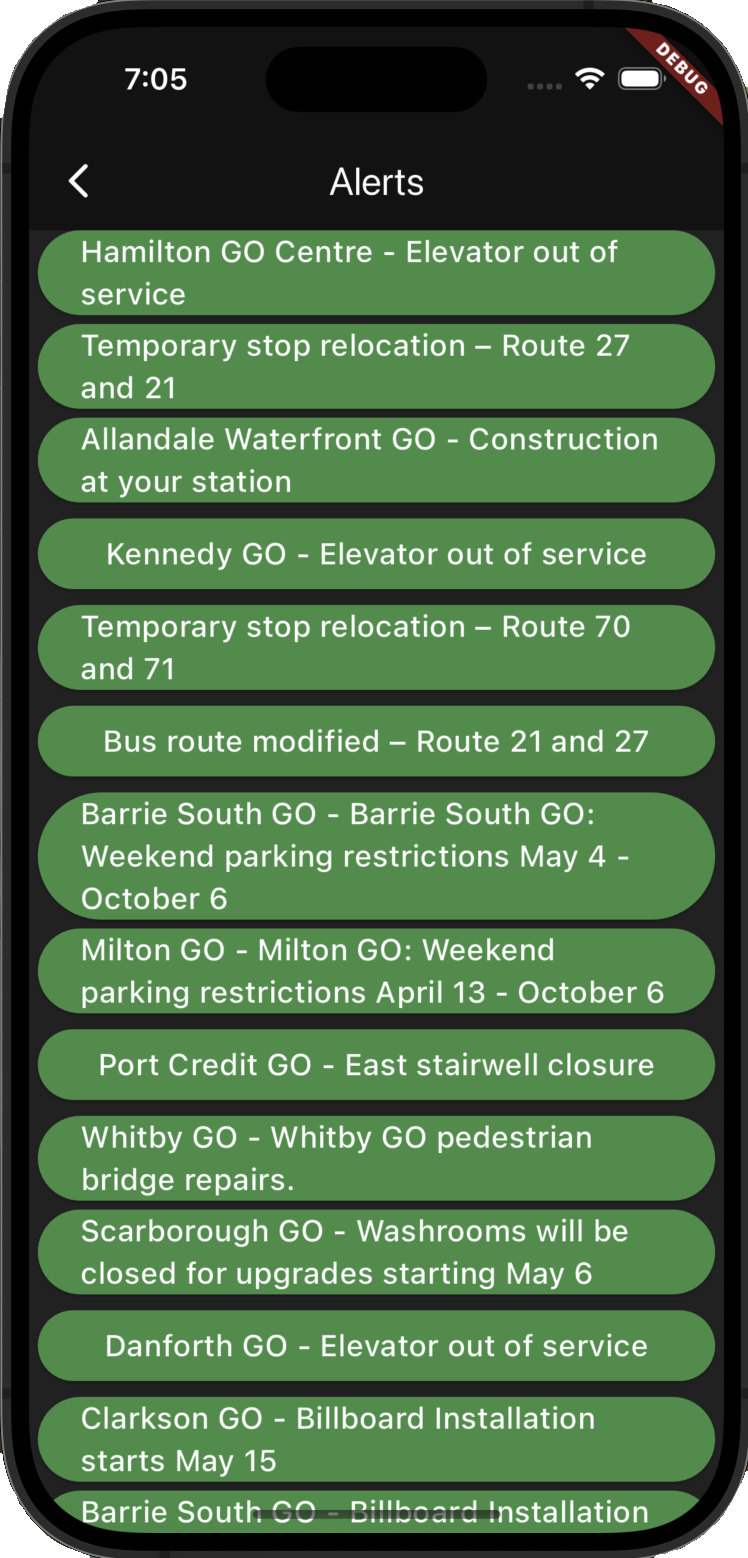 7:05
DEBUG
Alerts
Hamilton GO Centre - Elevator out of
service
Temporary stop relocation – Route 27
and 21
Allandale Waterfront GO - Construction
at your station
Kennedy GO - Elevator out of service
Temporary stop relocation – Route 70
and 71
Bus route modified – Route 21 and 27
Barrie South GO - Barrie South GO:
Weekend parking restrictions May 4 -
October 6
Milton GO - Milton GO: Weekend
parking restrictions April 13 - October 6
Port Credit GO - East stairwell closure
Whitby GO - Whitby GO pedestrian
bridge repairs.
Scarborough GO - Washrooms will be
closed for upgrades starting May 6
Danforth GO - Elevator out of service
Clarkson GO - Billboard Installation
starts May 15
Barrie South GO - Billboard Installation